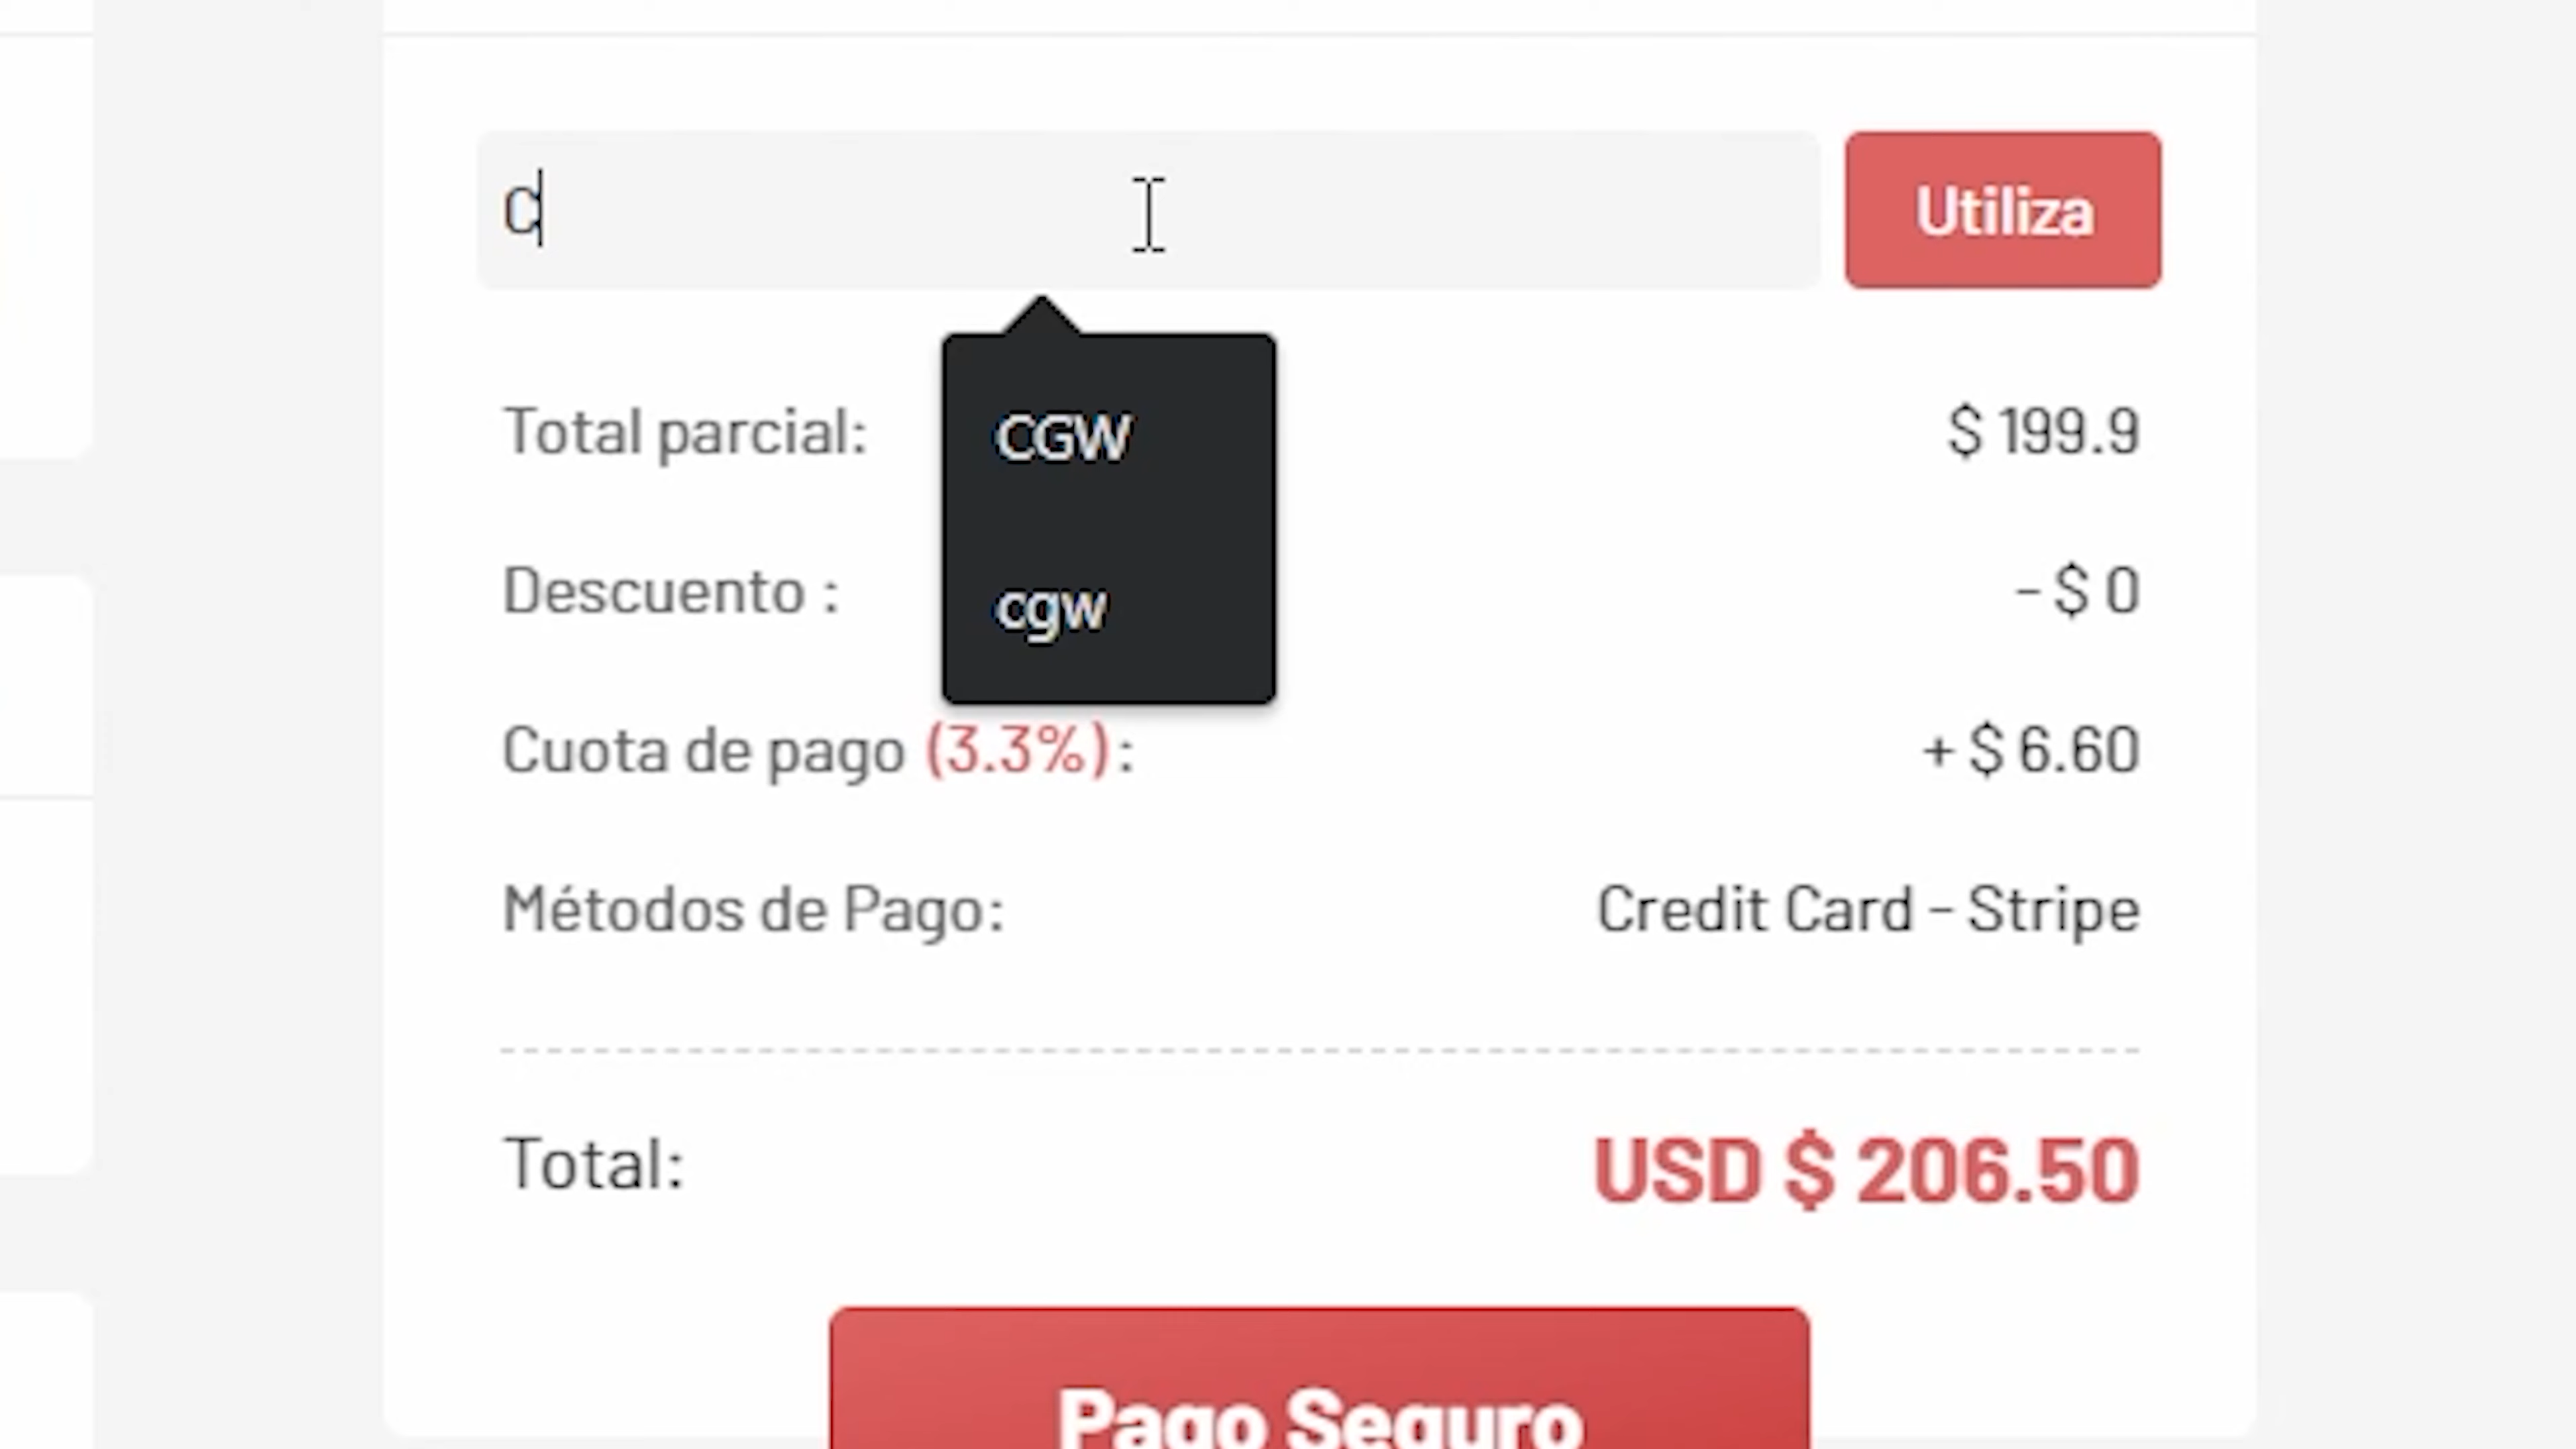 C
Utiliza
CGW
cgw
Total parcial: $ 199.9
Descuento : - $ 0
Cuota de pago (3.3%) : + $ 6.60
Métodos de Pago: Credit Card - Stripe
Total: USD $ 206.50
Pago Seguro